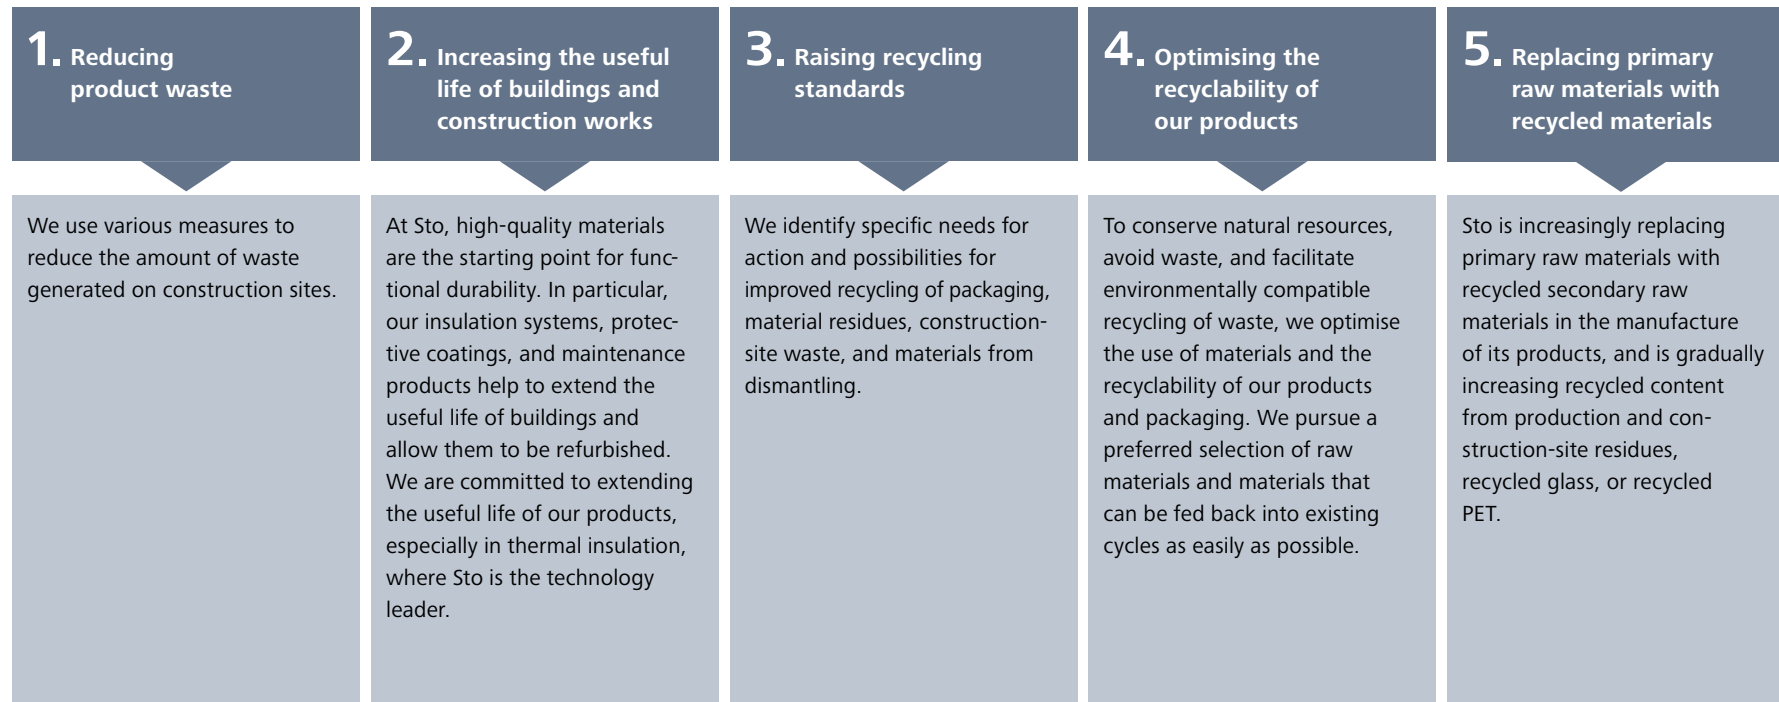 1. Reducing
product waste
We use various measures to
reduce the amount of waste
generated on construction sites.
2. Increasing the useful
life of buildings and
construction works
At Sto, high-quality materials
are the starting point for func-
tional durability. In particular,
our insulation systems, protec-
tive coatings, and maintenance
products help to extend the
useful life of buildings and
allow them to be refurbished.
We are committed to extending
the useful life of our products,
especially in thermal insulation,
where Sto is the technology
leader.
3. Raising recycling
standards
We identify specific needs for
action and possibilities for
improved recycling of packaging,
material residues, construction-
site waste, and materials from
dismantling.
4. Optimising the
recyclability of
our products
To conserve natural resources,
avoid waste, and facilitate
environmentally compatible
recycling of waste, we optimise
the use of materials and the
recyclability of our products
and packaging. We pursue a
preferred selection of raw
materials and materials that
can be fed back into existing
cycles as easily as possible.
5. Replacing primary
raw materials with
recycled materials
Sto is increasingly replacing
primary raw materials with
recycled secondary raw
materials in the manufacture
of its products, and is gradually
increasing recycled content
from production and con-
struction-site residues,
recycled glass, or recycled
PET.